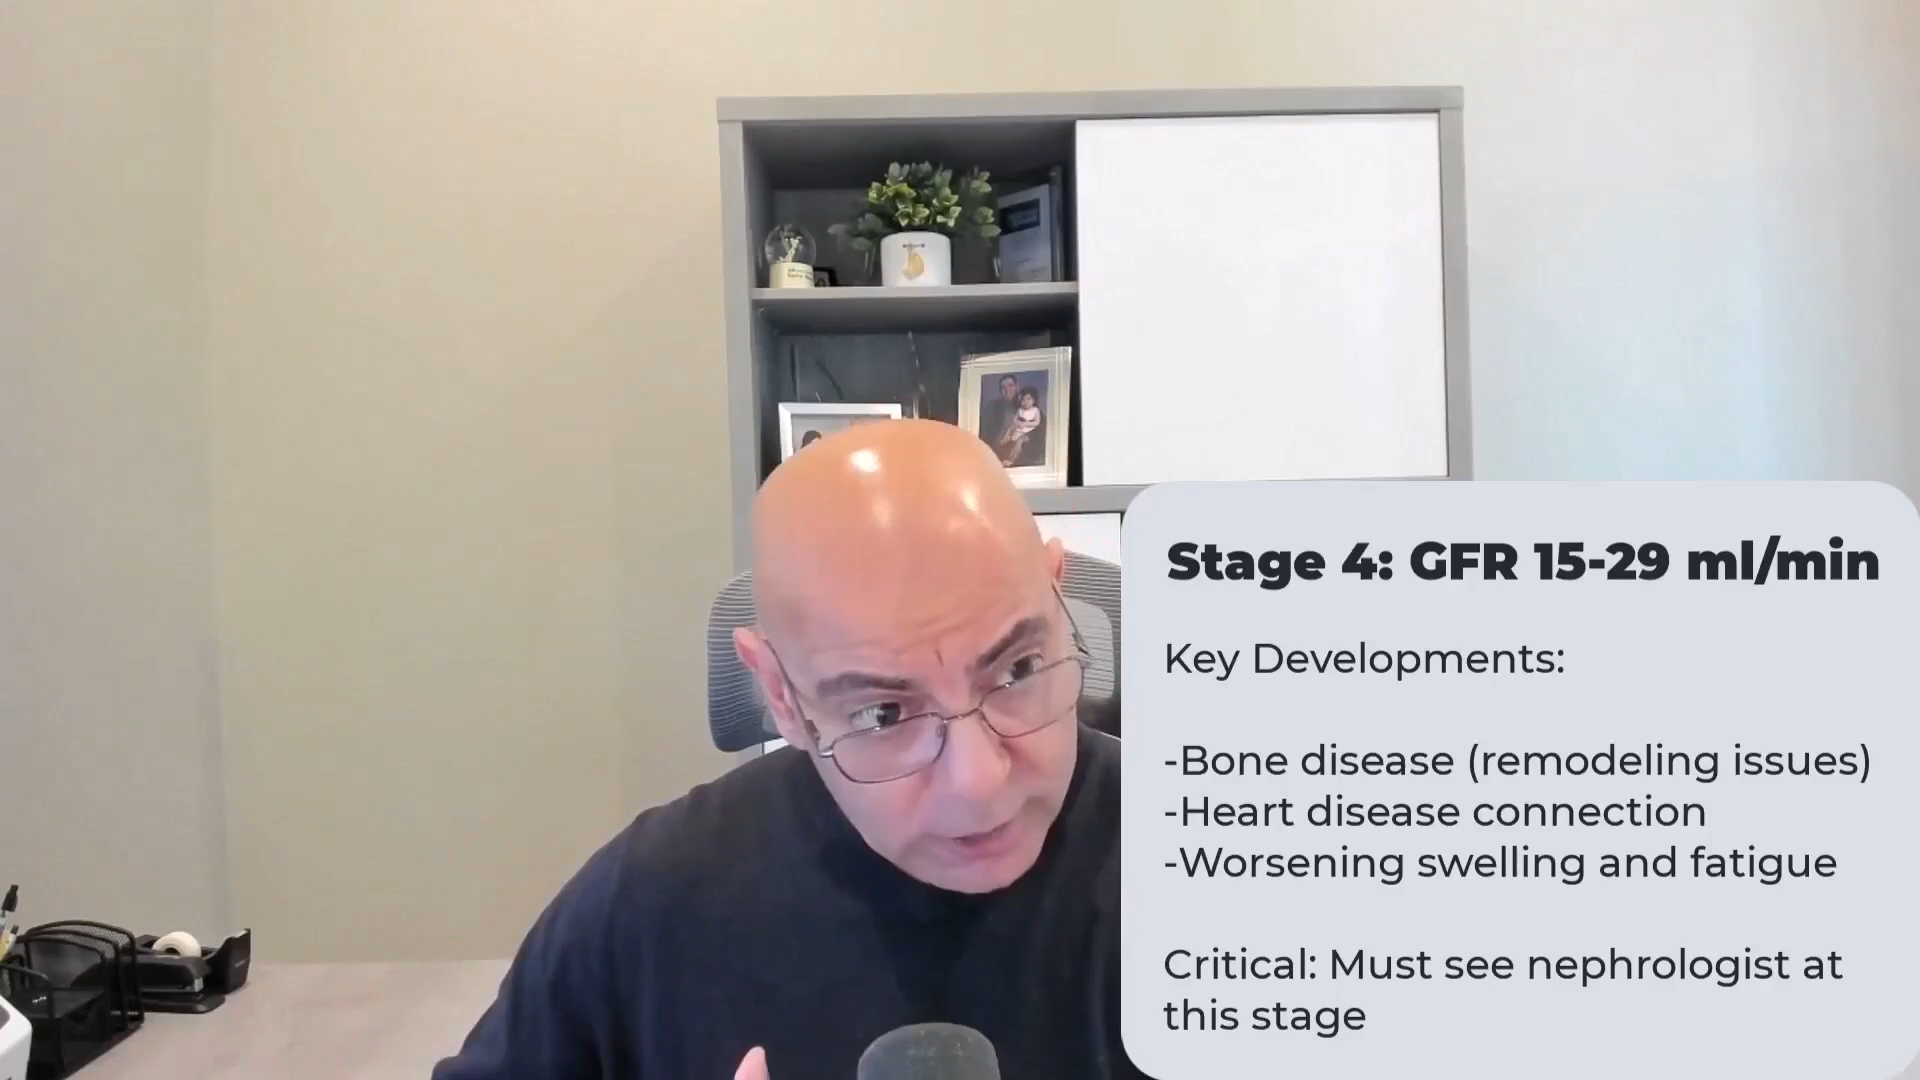 Stage 4: GFR 15-29 ml/min
Key Developments:
-Bone disease (remodeling issues)
-Heart disease connection
-Worsening swelling and fatigue
Critical: Must see nephrologist at
this stage